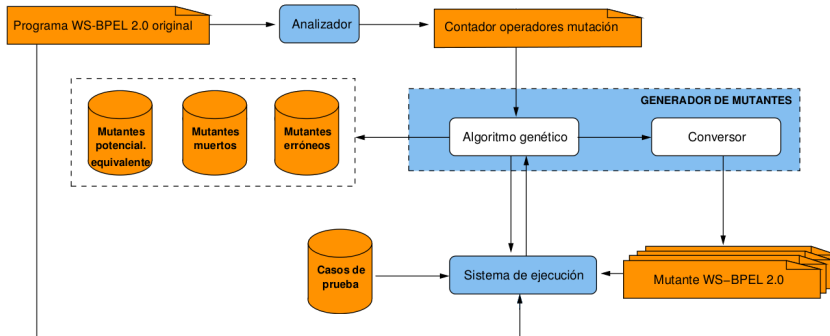 Programa WS-BPEL 2.0 original
Analizador
Contador operadores mutación
GENERADOR DE MUTANTES
Mutantes
potencial.
equivalente
Mutantes
muertos
Mutantes
erróneos
Algoritmo genético
Conversor
Casos de
prueba
Sistema de ejecución
Mutante WS−BPEL 2.0